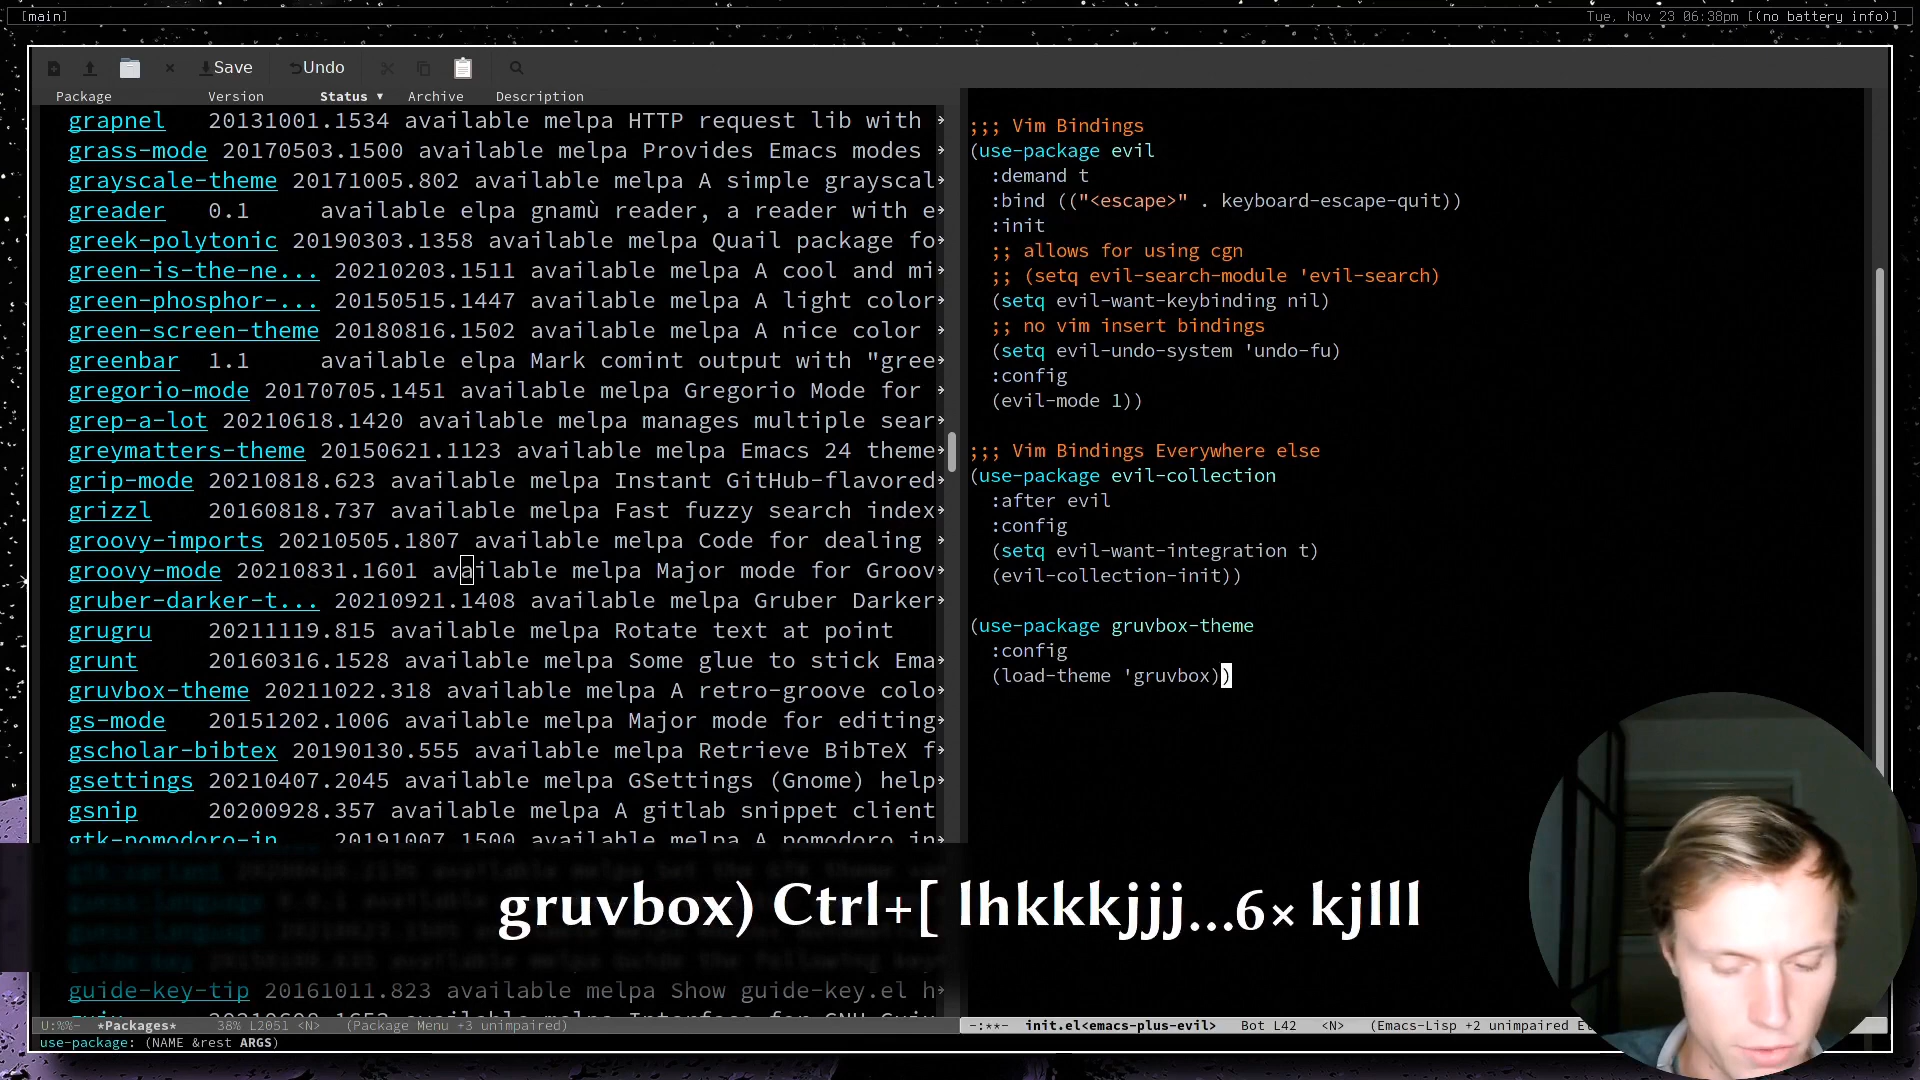 [main]
Tue, Nov 23 06:38pm [(no battery info)]
Save Undo
Package Version Status ▾ Archive Description
grapnel 20131001.1534 available melpa HTTP request lib with
grass-mode 20170503.1500 available melpa Provides Emacs modes
grayscale-theme 20171005.802 available melpa A simple grayscal
greader 0.1 available elpa gnamù reader, a reader with e
greek-polytonic 20190303.1358 available melpa Quail package fo
green-is-the-ne... 20210203.1511 available melpa A cool and mi
green-phosphor-... 20150515.1447 available melpa A light color
green-screen-theme 20180816.1502 available melpa A nice color
greenbar 1.1 available elpa Mark comint output with "gree
gregorio-mode 20170705.1451 available melpa Gregorio Mode for
grep-a-lot 20210618.1420 available melpa manages multiple sear
greymatters-theme 20150621.1123 available melpa Emacs 24 theme
grip-mode 20210818.623 available melpa Instant GitHub-flavored
grizzl 20160818.737 available melpa Fast fuzzy search index
groovy-imports 20210505.1807 available melpa Code for dealing
groovy-mode 20210831.1601 available melpa Major mode for Groov
gruber-darker-t... 20210921.1408 available melpa Gruber Darker
grugru 20211119.815 available melpa Rotate text at point
grunt 20160316.1528 available melpa Some glue to stick Ema
gruvbox-theme 20211022.318 available melpa A retro-groove colo
gs-mode 20151202.1006 available melpa Major mode for editing
gscholar-bibtex 20190130.555 available melpa Retrieve BibTeX f
gsettings 20210407.2045 available melpa GSettings (Gnome) help
gsnip 20200928.357 available melpa A gitlab snippet client
gtk-pomodoro-in 20191007.1500 available melpa A pomodoro in
guide-key-tip 20161011.823 available melpa Show guide-key.el h
U:%%- *Packages* 38% L2051 <N> (Package Menu +3 unimpaired)
use-package: (NAME &rest ARGS)
;;; Vim Bindings
(use-package evil
:demand t
:bind (("<escape>" . keyboard-escape-quit))
:init
;; allows for using cgn
;; (setq evil-search-module 'evil-search)
(setq evil-want-keybinding nil)
;; no vim insert bindings
(setq evil-undo-system 'undo-fu)
:config
(evil-mode 1))
;;; Vim Bindings Everywhere else
(use-package evil-collection
:after evil
:config
(setq evil-want-integration t)
(evil-collection-init))
(use-package gruvbox-theme
:config
(load-theme 'gruvbox))
-:**- init.el<emacs-plus-evil> Bot L42 <N> (Emacs-Lisp +2 unimpaired
gruvbox) Ctrl+[ lhkkkjjj...6× kjlll